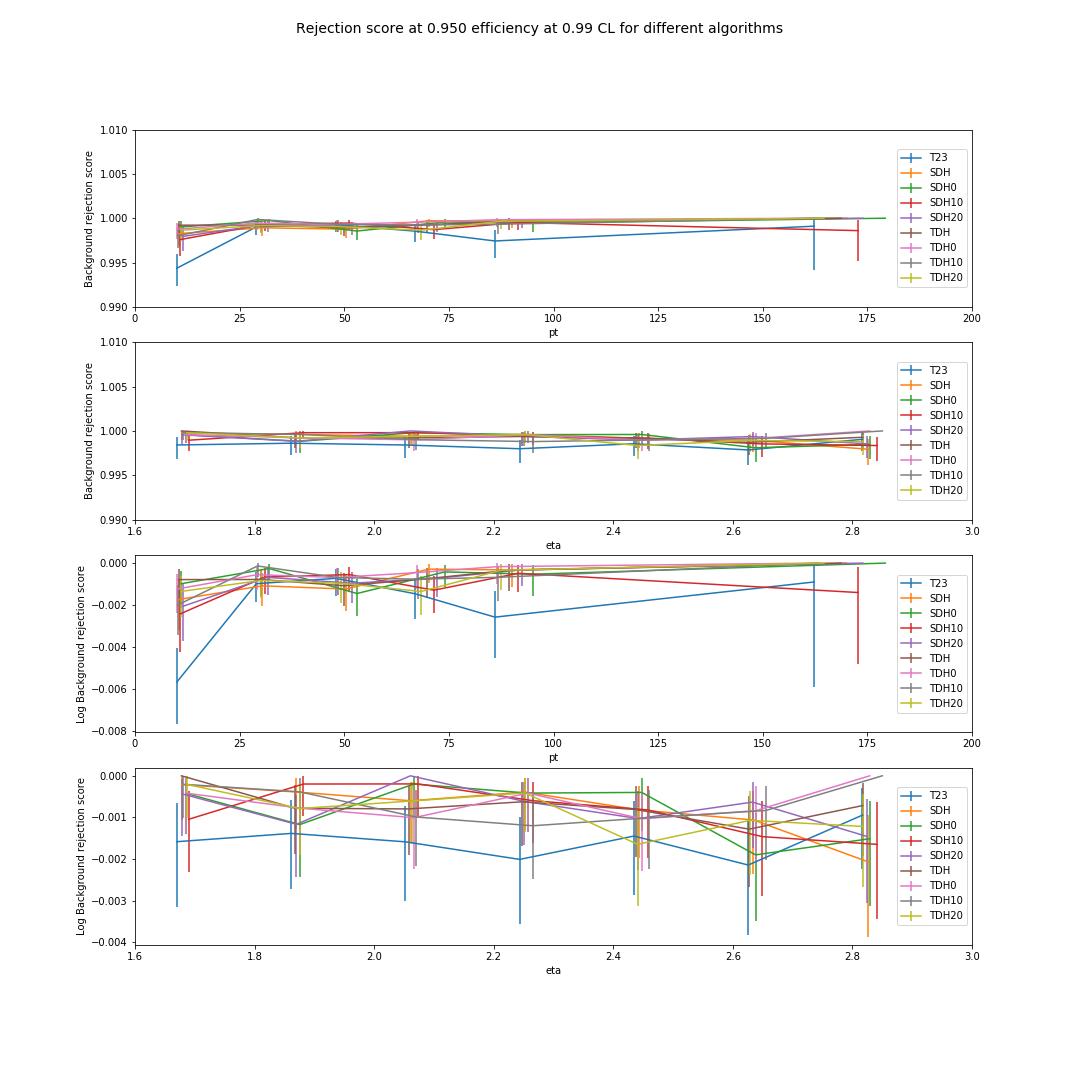 Rejection score at 0.950 efficiency at 0.99 CL for different algorithms
1.010
1.005
1.000
0.995
0.990
Background rejection score
0 25 50 75 100 125 150 175 200
pt
T23
SDH
SDH0
SDH10
SDH20
TDH
TDH0
TDH10
TDH20
1.010
1.005
1.000
0.995
0.990
Background rejection score
1.6 1.8 2.0 2.2 2.4 2.6 2.8 3.0
eta
T23
SDH
SDH0
SDH10
SDH20
TDH
TDH0
TDH10
TDH20
0.000
−0.002
−0.004
−0.006
−0.008
Log Background rejection score
0 25 50 75 100 125 150 175 200
pt
T23
SDH
SDH0
SDH10
SDH20
TDH
TDH0
TDH10
TDH20
0.000
−0.001
−0.002
−0.003
−0.004
Log Background rejection score
1.6 1.8 2.0 2.2 2.4 2.6 2.8 3.0
eta
T23
SDH
SDH0
SDH10
SDH20
TDH
TDH0
TDH10
TDH20